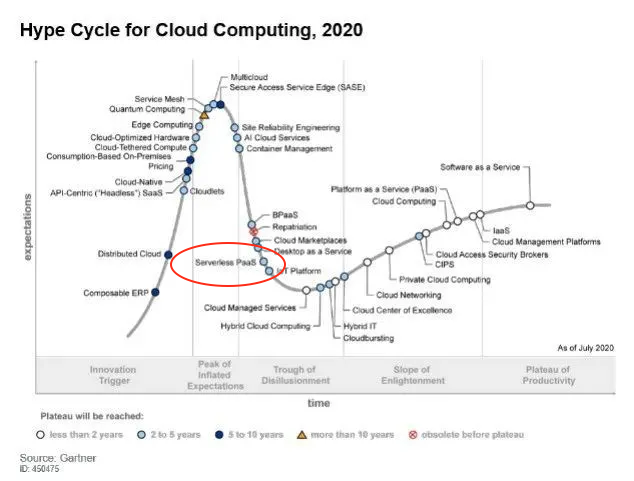 Hype Cycle for Cloud Computing, 2020
expectations
Multicloud
Secure Access Service Edge (SASE)
Service Mesh
Quantum Computing
Edge Computing
Cloud-Optimized Hardware
Cloud-Tethered Compute
Consumption-Based On-Premises
Pricing
Cloud-Native
API-Centric ("Headless") SaaS
Cloudlets
Distributed Cloud
Composable ERP
Site Reliability Engineering
AI Cloud Services
Container Management
BPaaS
Repatriation
Cloud Marketplaces
Desktop as a Service
Serverless PaaS
IoT Platform
Cloud Managed Services
Hybrid Cloud Computing
Hybrid IT
Cloudbursting
Cloud Center of Excellence
Cloud Networking
Private Cloud Computing
CIPS
Cloud Access Security Brokers
Cloud Computing
Platform as a Service (PaaS)
IaaS
Cloud Management Platforms
Software as a Service
As of July 2020
Innovation
Trigger
Peak of
Inflated
Expectations
Trough of
Disillusionment
Slope of
Enlightenment
Plateau of
Productivity
time
Plateau will be reached:
less than 2 years
2 to 5 years
5 to 10 years
more than 10 years
obsolete before plateau
Source: Gartner
ID: 450475